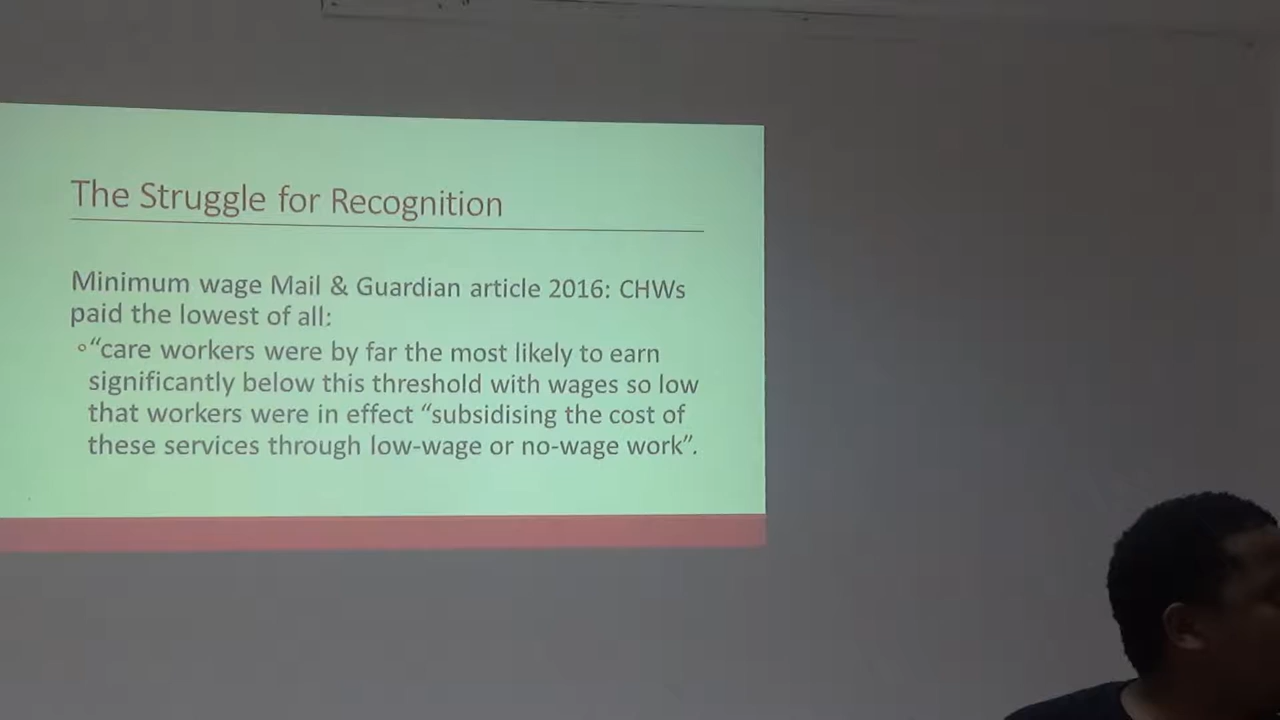 The Struggle for Recognition
Minimum wage Mail & Guardian article 2016: CHWs
paid the lowest of all:
◦“care workers were by far the most likely to earn
significantly below this threshold with wages so low
that workers were in effect “subsidising the cost of
these services through low-wage or no-wage work”.